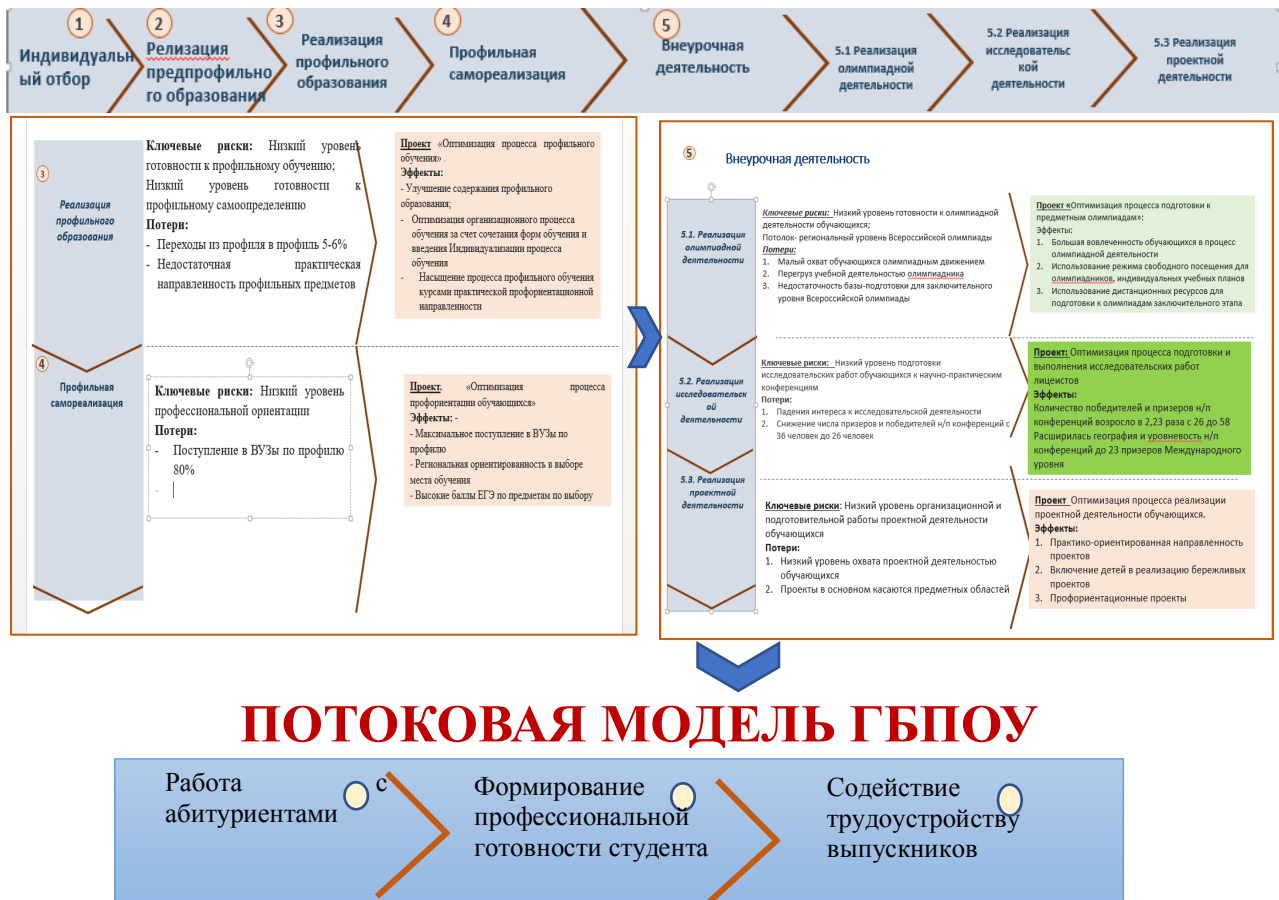 1
Индивидуальн
ый отбор
2
Релизация
предпрофильно
го образования
3
Реализация
профильного
образования
4
Профильная
самореализация
5
Внеурочная
деятельность
5.1 Реализация
олимпиадной
деятельности
5.2 Реализация
исследовательс
кой
деятельности
5.3 Реализация
проектной
деятельности
3
Реализация
профильного
образования
Ключевые риски: Низкий уровень
готовности к профильному обучению;
Низкий уровень готовности к
профильному самоопределению
Потери:
- Переходы из профиля в профиль 5-6%
- Недостаточная практическая
направленность профильных предметов
Проект «Оптимизация процесса профильного
обучения» .
Эффекты:
- Улучшение содержания профильного
образования;
- Оптимизация организационного процесса
обучения за счет сочетания форм обучения и
введения Индивидуализации процесса
обучения
- Насыщение процесса профильного обучения
курсами практической профориентационной
направленности
4
Профильная
самореализация
Ключевые риски: Низкий уровень
профессиональной ориентации
Потери:
- Поступление в ВУЗы по профилю
80%
-
Проект. «Оптимизация процесса
профориентации обучающихся»
Эффекты: -
- Максимальное поступление в ВУЗы по
профилю
- Региональная ориентированность в выборе
места обучения
- Высокие баллы ЕГЭ по предметам по выбору
5
Внеурочная деятельность
5.1. Реализация
олимпиадной
деятельности
Ключевые риски: Низкий уровень готовности к олимпиадной
деятельности обучающихся;
Потолок- региональный уровень Всероссийской олимпиады
Потери:
1. Малый охват обучающихся олимпиадным движением
2. Перегруз учебной деятельностью олимпиадника
3. Недостаточность базы-подготовки для заключительного
уровня Всероссийской олимпиады
Проект «Оптимизация процесса подготовки к
предметным олимпиадам»:
Эффекты:
1. Большая вовлеченность обучающихся в процесс
олимпиадной деятельности
2. Использование режима свободного посещения для
олимпиадников, индивидуальных учебных планов
3. Использование дистанционных ресурсов для
подготовки к олимпиадам заключительного этапа
5.2. Реализация
исследовательск
ой
деятельности
Ключевые риски: Низкий уровень подготовки
исследовательских работ обучающихся к научно-практическим
конференциям
Потери:
1. Падения интереса к исследовательской деятельности
2. Снижение числа призеров и победителей н/п конференций с
36 человек до 26 человек
Проект: Оптимизация процесса подготовки и
выполнения исследовательских работ
лицеистов
Эффекты:
Количество победителей и призеров н/п
конференций возросло в 2,23 раза с 26 до 58
Расширилась география и уровневость н/п
конференций до 23 призеров Международного
уровня
5.3. Реализация
проектной
деятельности
Ключевые риски: Низкий уровень организационной и
подготовительной работы проектной деятельности
обучающихся
Потери:
1. Низкий уровень охвата проектной деятельностью
обучающихся
2. Проекты в основном касаются предметных областей
Проект Оптимизация процесса реализации
проектной деятельности обучающихся.
Эффекты:
1. Практико-ориентированная направленность
проектов
2. Включение детей в реализацию бережливых
проектов
3. Профориентационные проекты
ПОТОКОВАЯ МОДЕЛЬ ГБПОУ
Работа с
абитуриентами
Формирование
профессиональной
готовности студента
Содействие
трудоустройству
выпускников